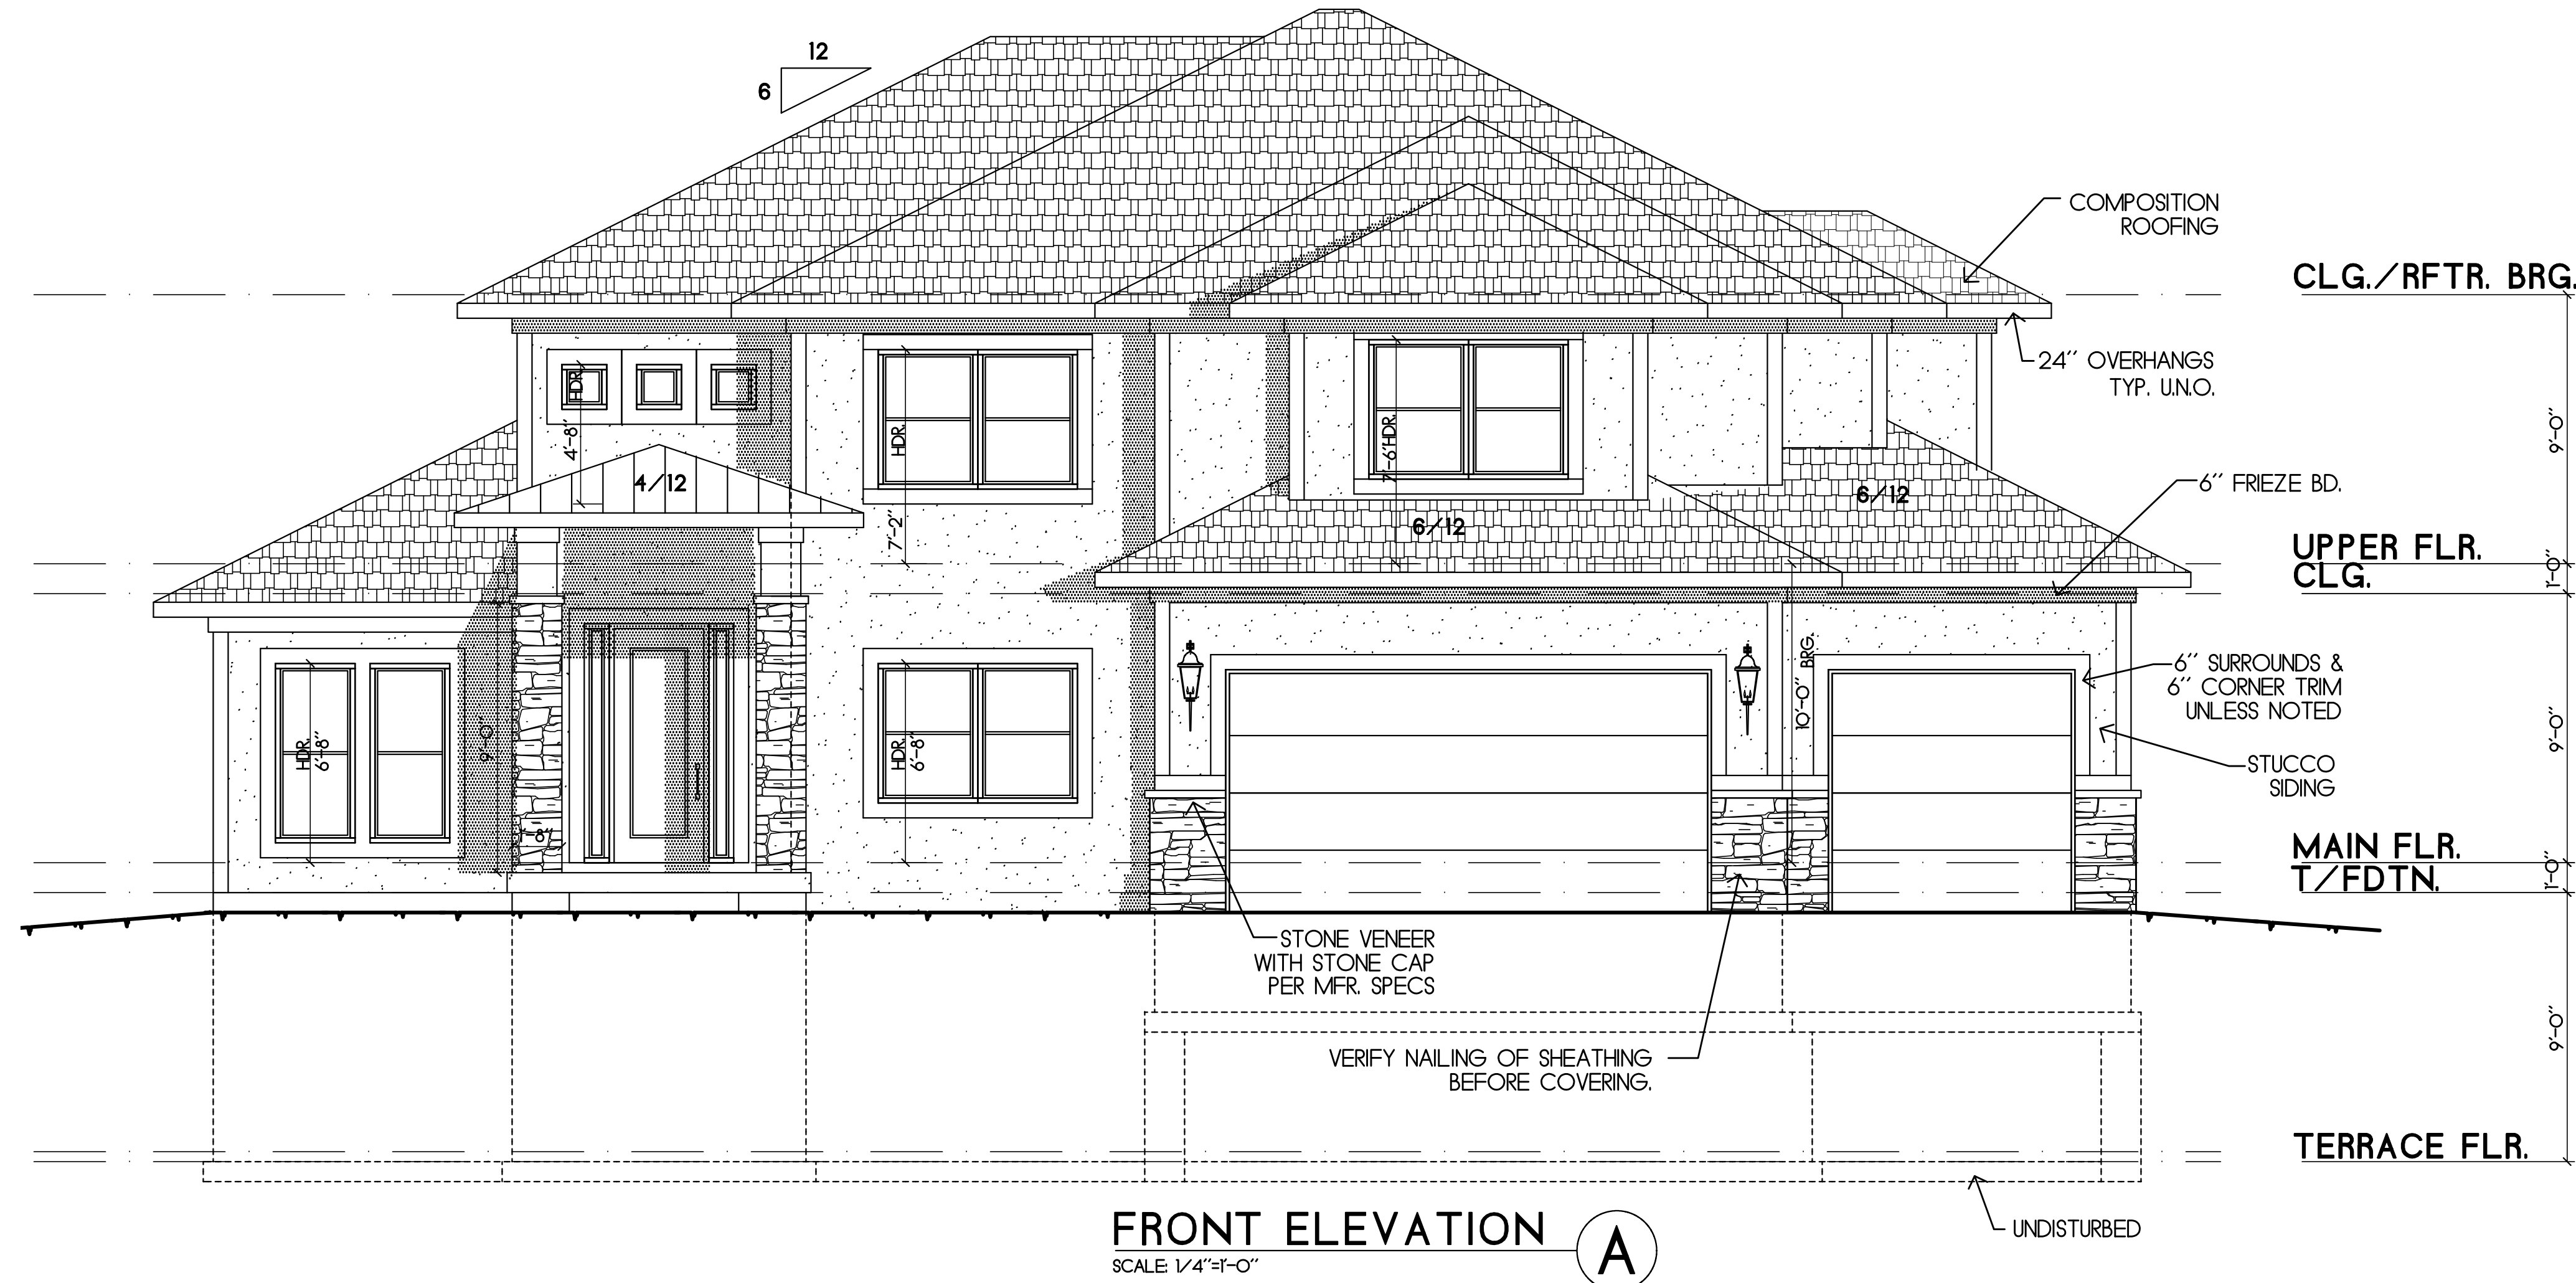 12
6
COMPOSITION
ROOFING
CLG./RFTR. BRG.
24" OVERHANGS
TYP. U.N.O.
HDR.
4'-8"
HDR.
7'-2"
7'-6"HDR.
9'-0"
4/12
6/12
6/12
6" FRIEZE BD.
UPPER FLR.
CLG.
1'-0"
HDR.
6'-8"
9'-0"
HDR.
6'-8"
10'-0" BRG.
6" SURROUNDS &
6" CORNER TRIM
UNLESS NOTED
9'-0"
STUCCO
SIDING
MAIN FLR.
T/FDTN.
1'-0"
STONE VENEER
WITH STONE CAP
PER MFR. SPECS
VERIFY NAILING OF SHEATHING
BEFORE COVERING.
9'-0"
TERRACE FLR.
UNDISTURBED
FRONT ELEVATION
A
SCALE: 1/4"=1'-0"